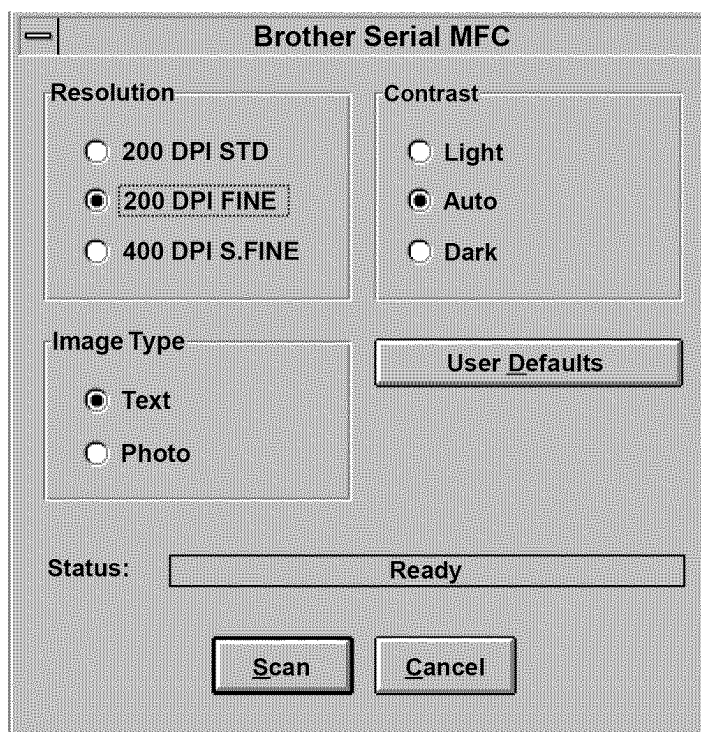 Brother Serial MFC
Resolution
200 DPI STD
200 DPI FINE
400 DPI S.FINE
Contrast
Light
Auto
Dark
Image Type
Text
Photo
User Defaults
Status: Ready
Scan Cancel